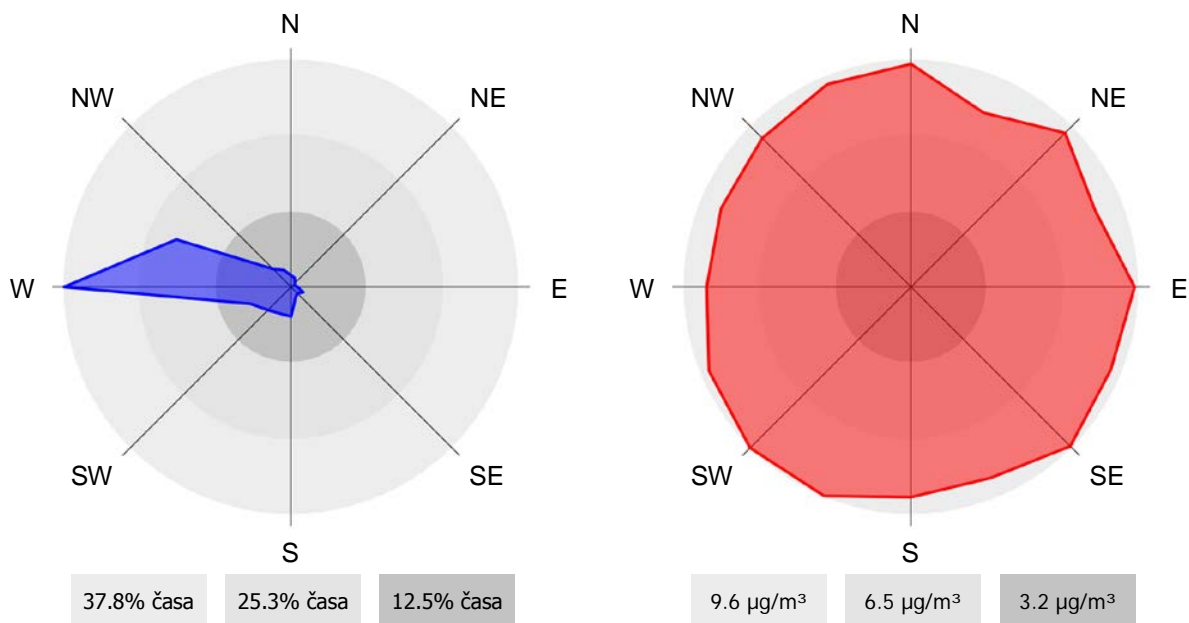 N
NW
NE
W
E
SW
SE
S
37.8% časa
25.3% časa
12.5% časa
N
NW
NE
W
E
SW
SE
S
9.6 µg/m³
6.5 µg/m³
3.2 µg/m³